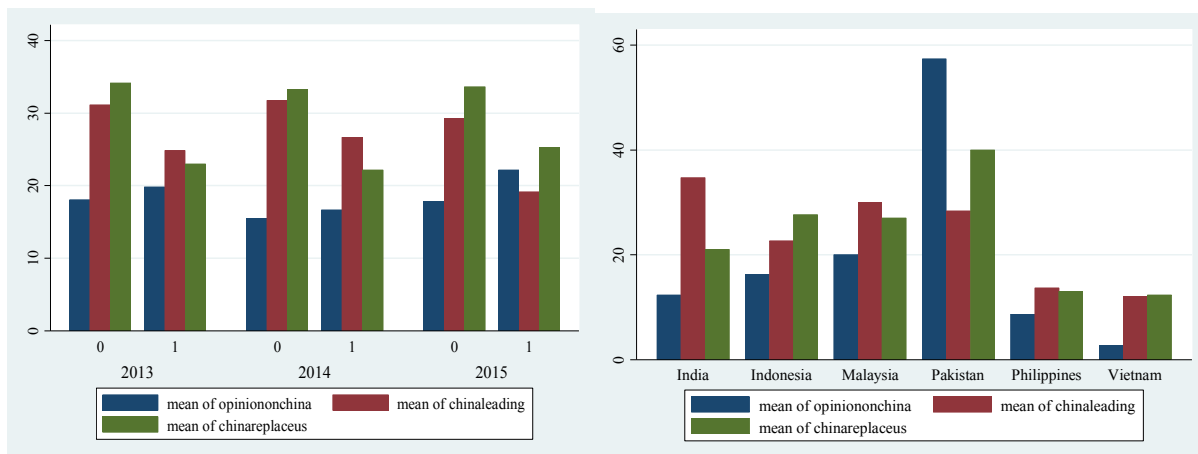 40
30
20
10
0
0 1 0 1 0 1
2013 2014 2015
mean of opiniononchina mean of chinaleading
mean of chinareplaceus
60
40
20
0
India Indonesia Malaysia Pakistan Philippines Vietnam
mean of opiniononchina mean of chinaleading
mean of chinareplaceus